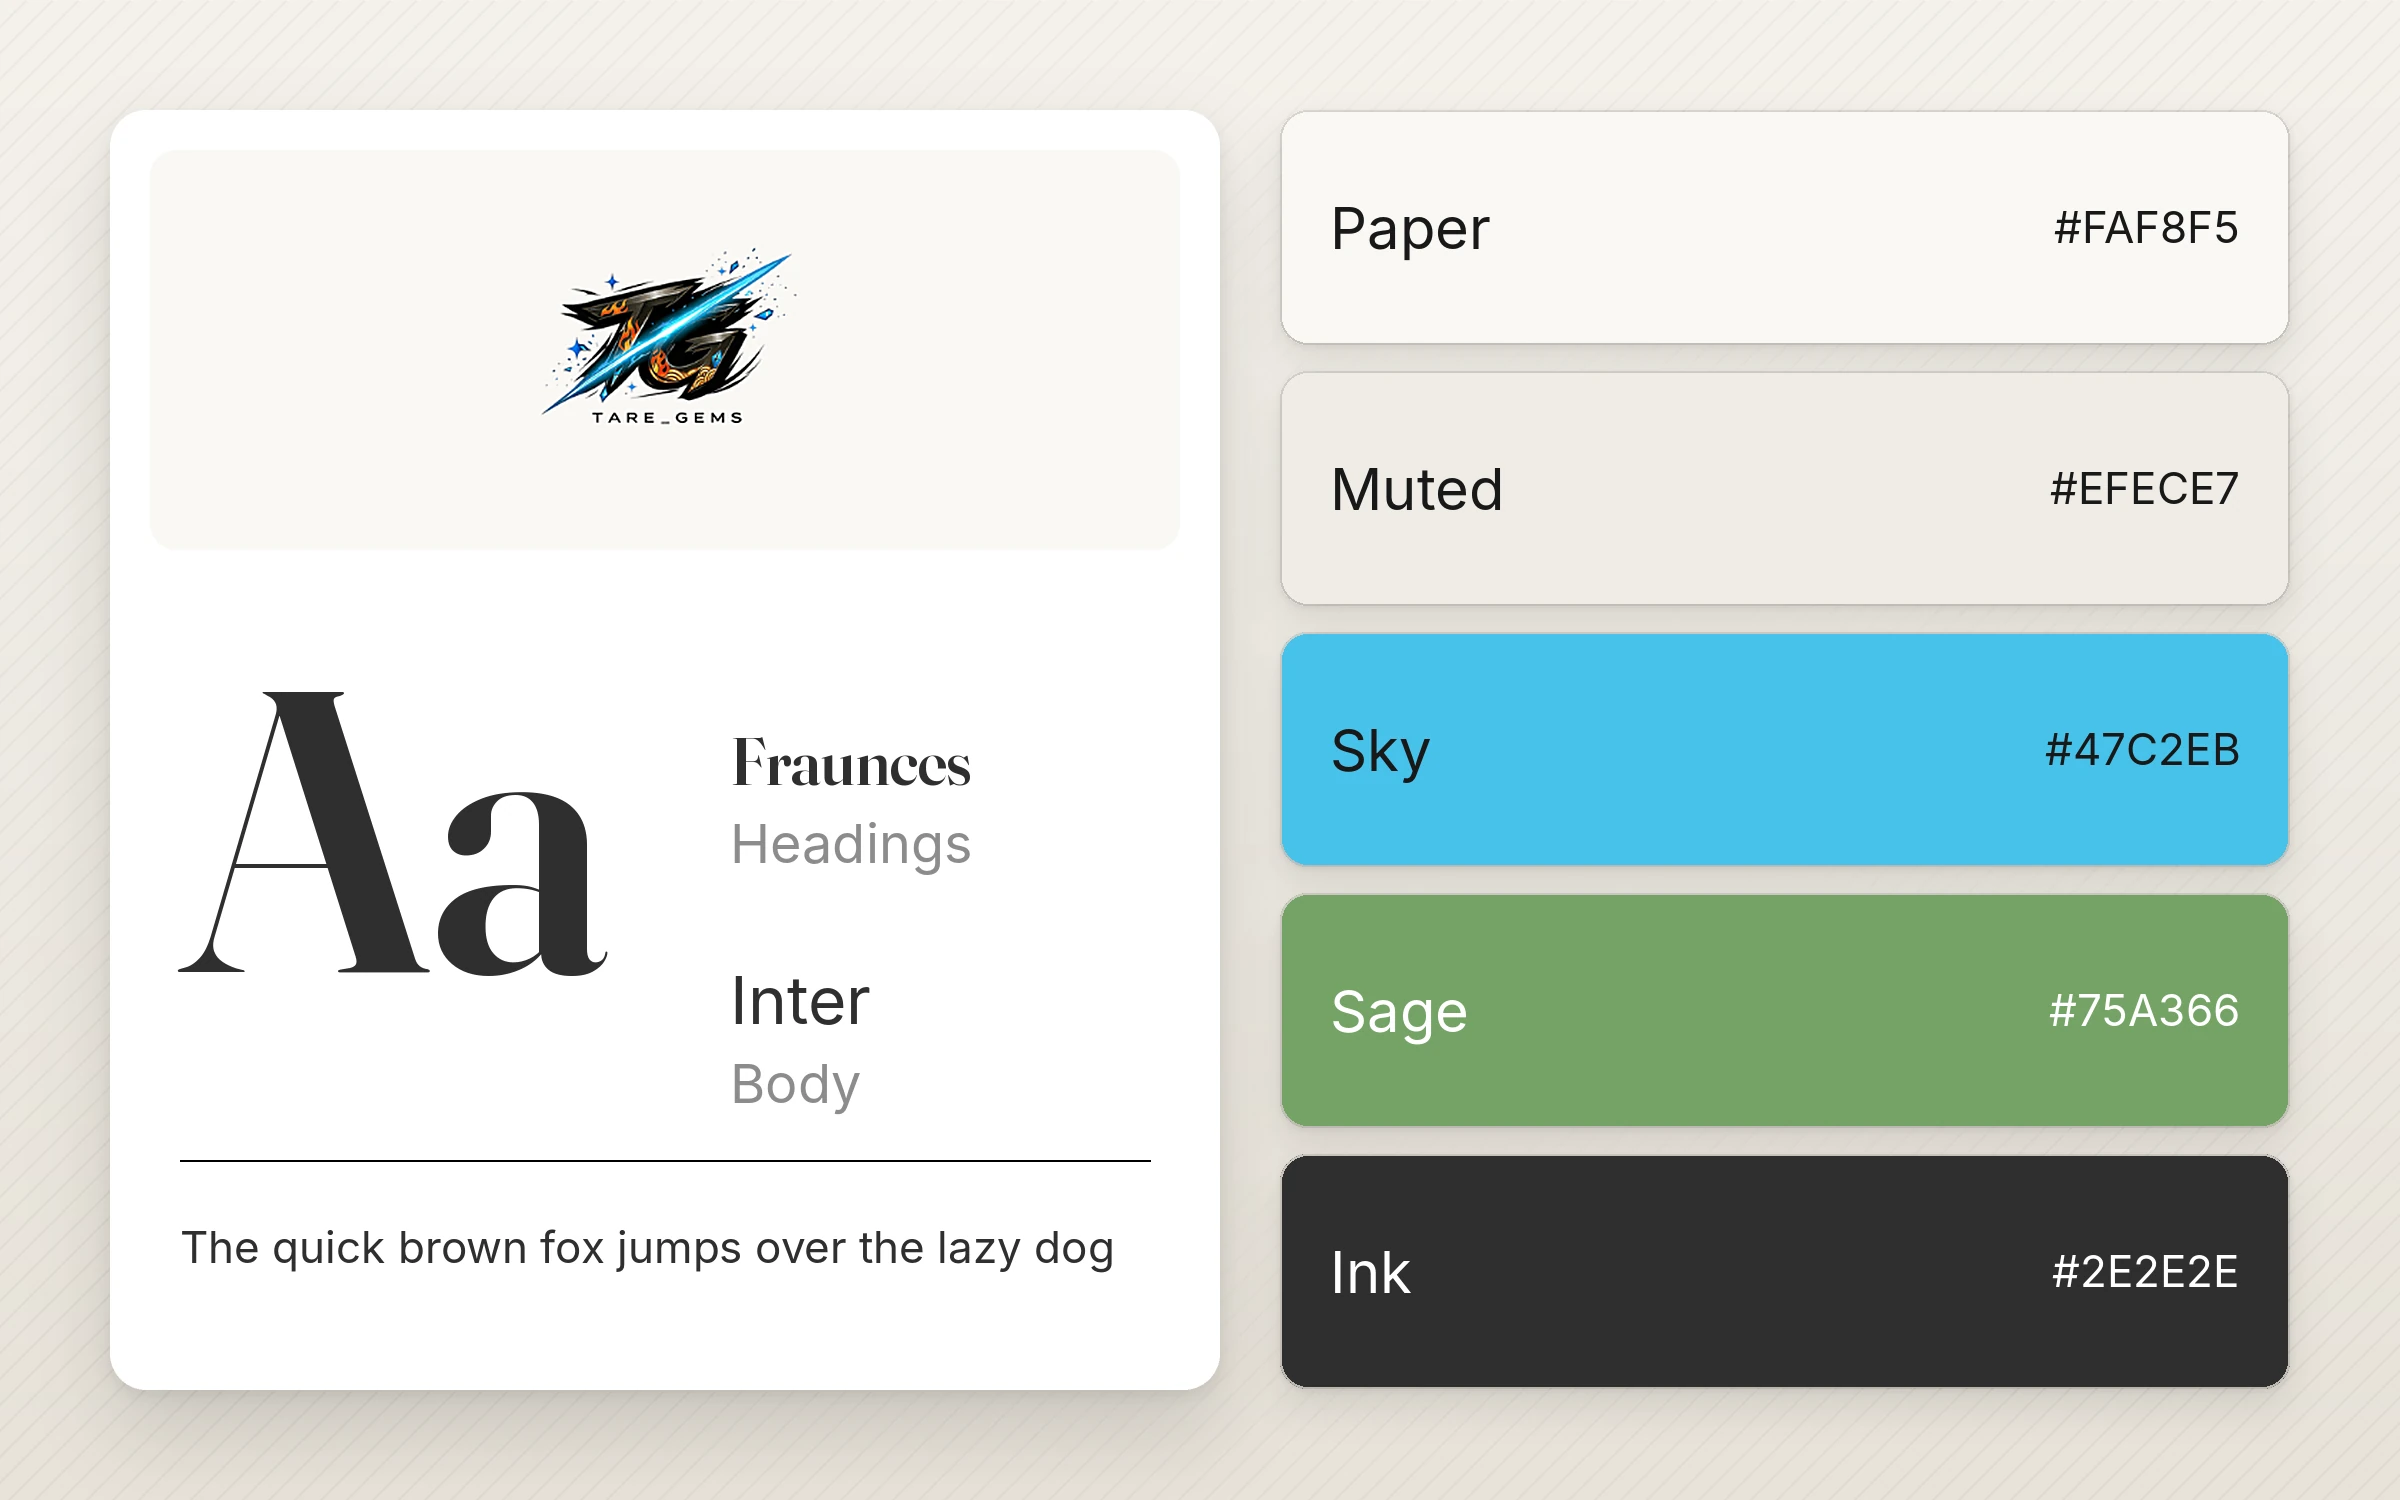 TG
TARE_GEMS
Aa
Fraunces
Headings
Inter
Body
The quick brown fox jumps over the lazy dog
Paper #FAF8F5
Muted #EFECE7
Sky #47C2EB
Sage #75A366
Ink #2E2E2E